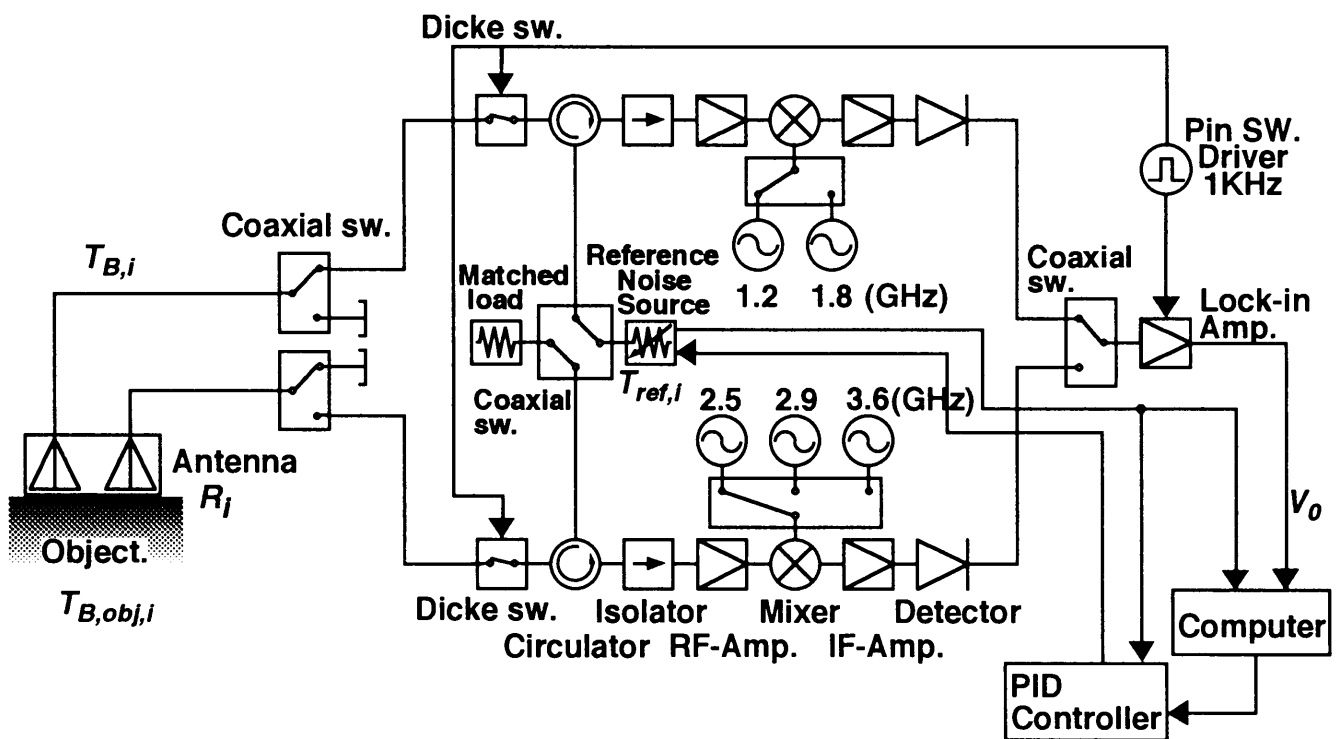 Dicke sw.
Pin SW.
Driver
1KHz
Coaxial sw.
T_B,i
Matched
load
Reference
Noise
Source
1.2 1.8 (GHz)
Coaxial
sw.
Lock-in
Amp.
T_ref,i
Coaxial
sw.
2.5 2.9 3.6(GHz)
Antenna
R_i
V_0
Object.
T_B,obj,i
Dicke sw. Isolator Mixer Detector
Circulator RF-Amp. IF-Amp.
Computer
PID
Controller